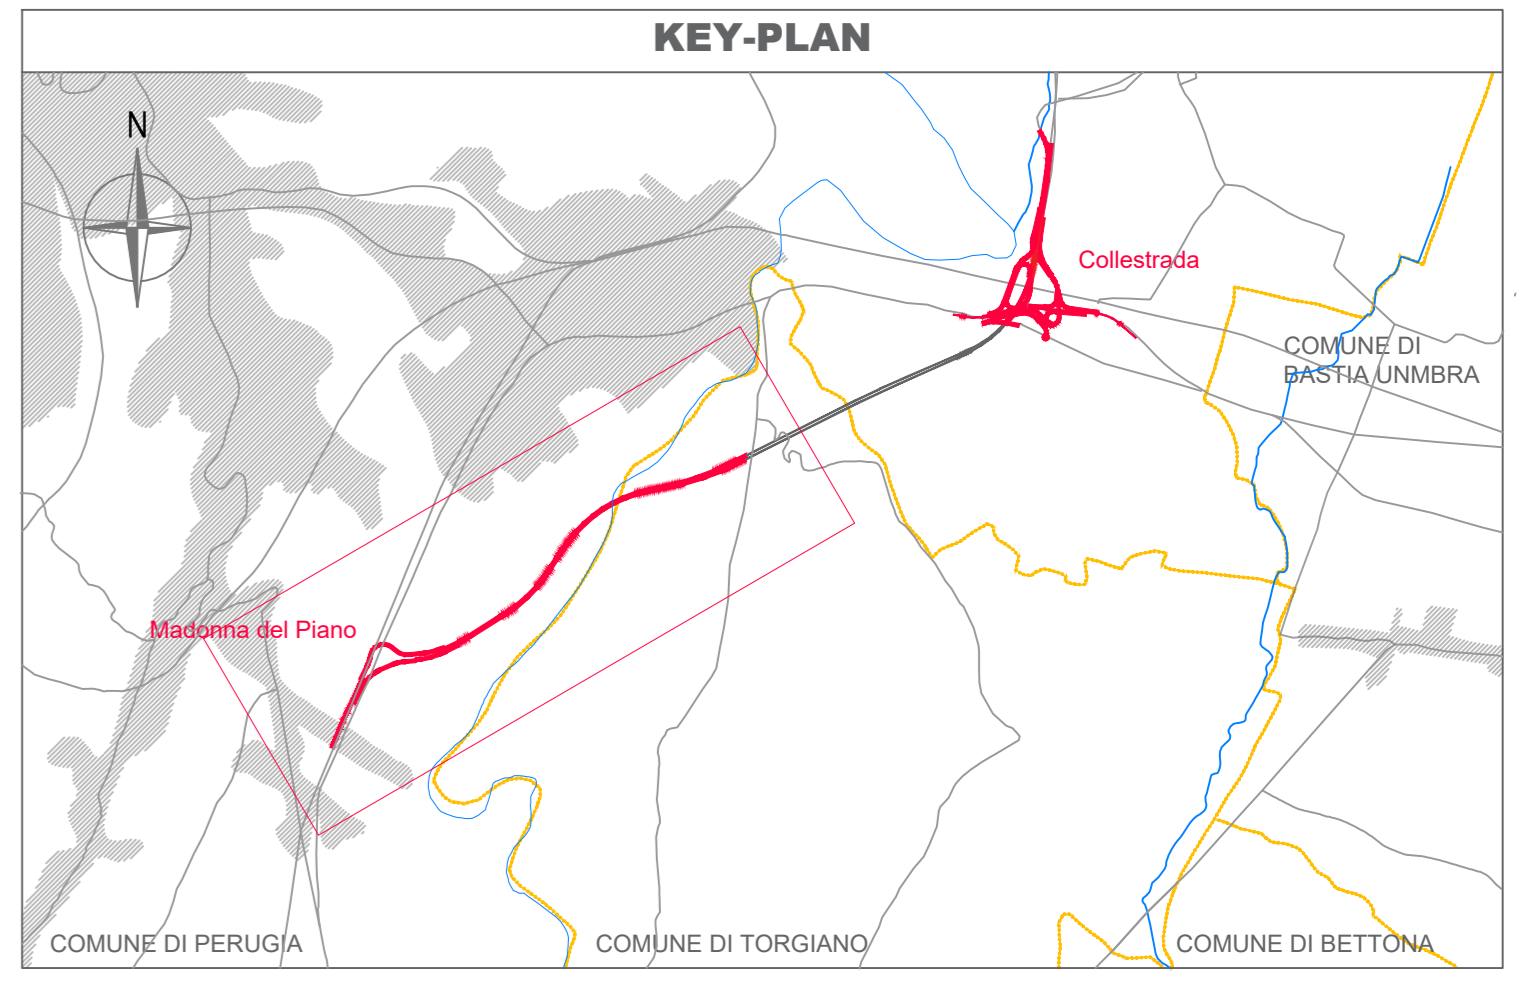 KEY-PLAN
N
Collestrada
COMUNE DI
BASTIA UNMBRA
Madonna del Piano
COMUNE DI PERUGIA
COMUNE DI TORGIANO
COMUNE DI BETTONA